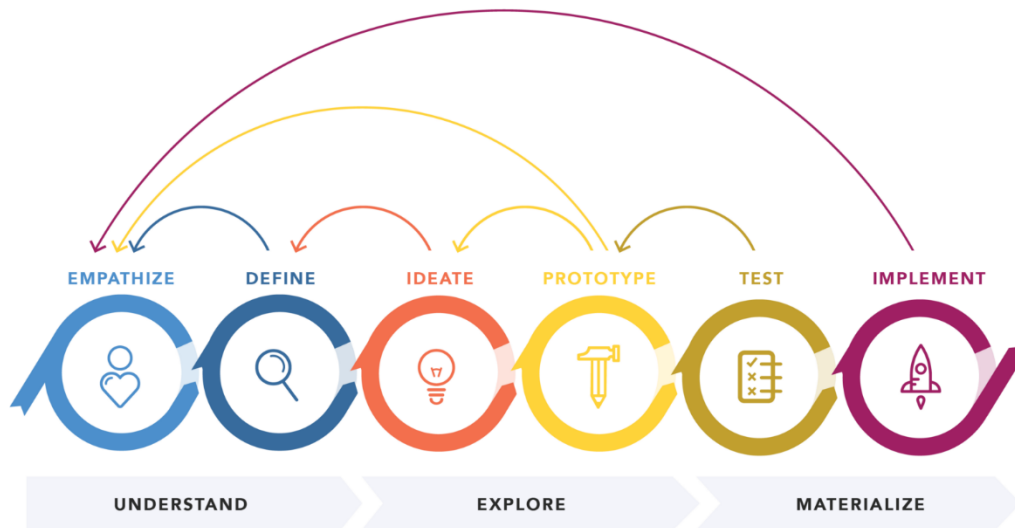 EMPATHIZE
DEFINE
IDEATE
PROTOTYPE
TEST
IMPLEMENT
UNDERSTAND
EXPLORE
MATERIALIZE